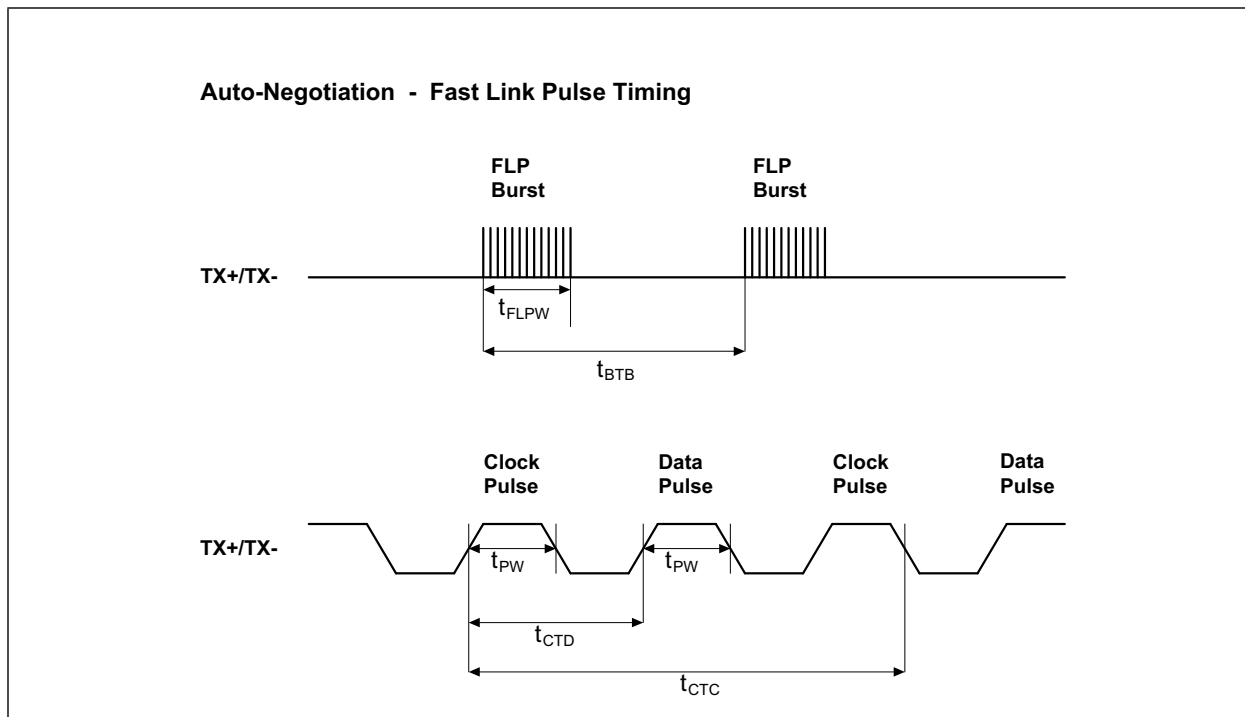 Auto-Negotiation - Fast Link Pulse Timing
FLP
Burst
FLP
Burst
TX+/TX-
tFLPW
tBTB
Clock
Pulse
Data
Pulse
Clock
Pulse
Data
Pulse
TX+/TX-
tPW
tPW
tCTD
tCTC